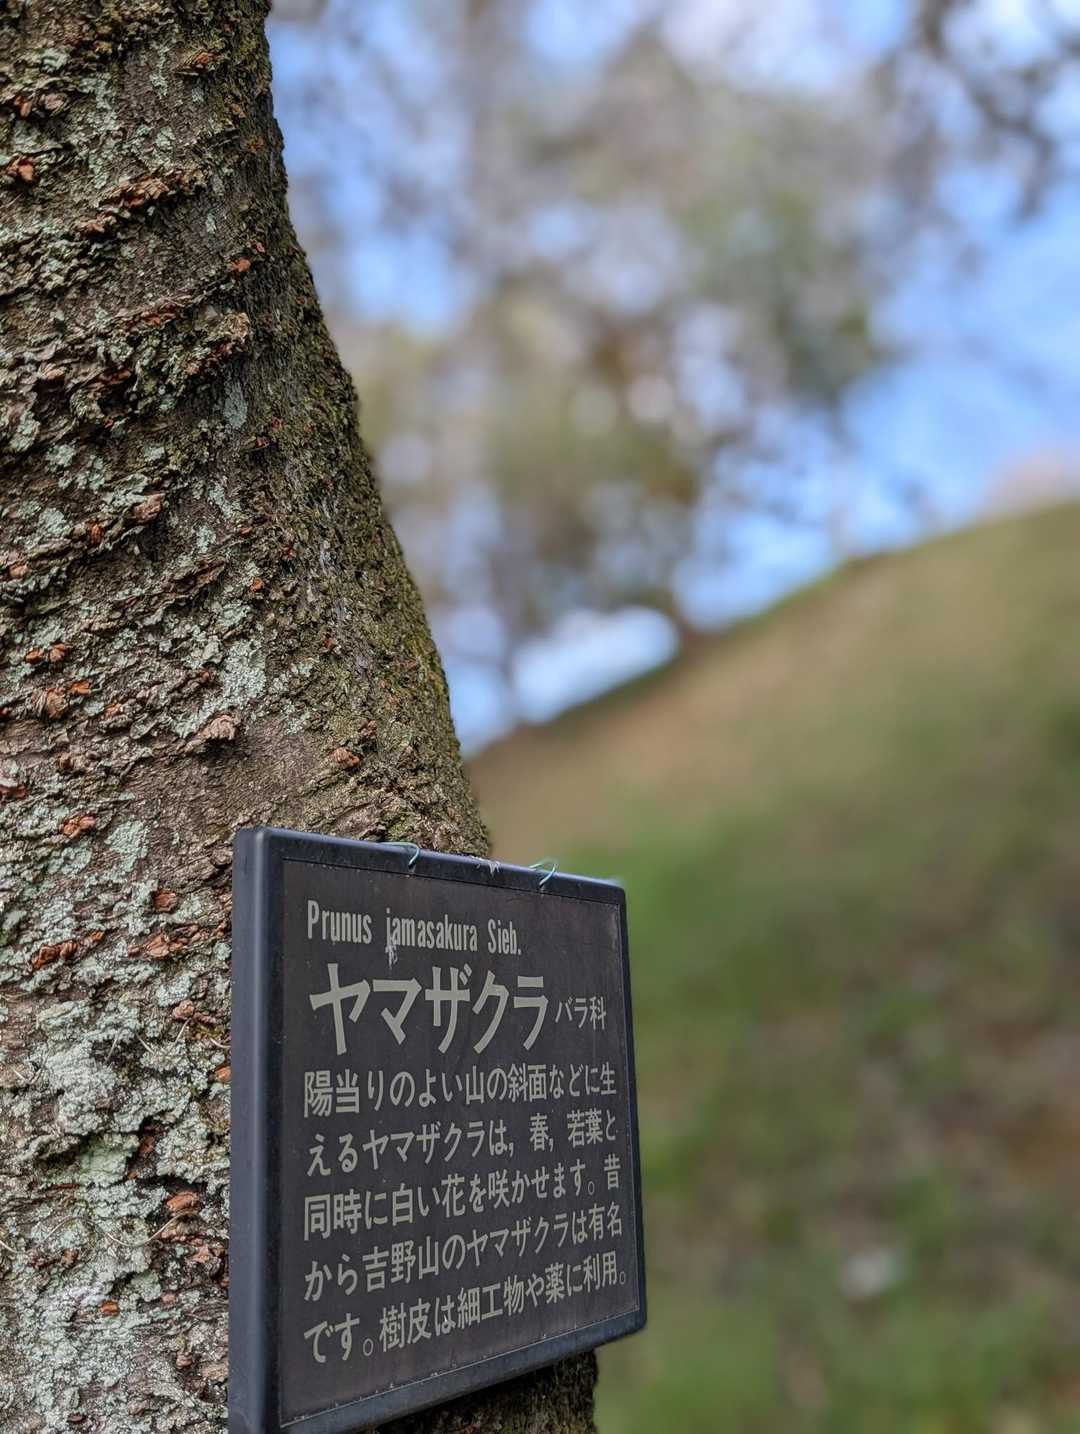 Prunus jamasakura Sieb.
ヤマザクラ バラ科
陽当りのよい山の斜面などに生
えるヤマザクラは，春，若葉と
同時に白い花を咲かせます。昔
から吉野山のヤマザクラは有名
です。樹皮は細工物や薬に利用。